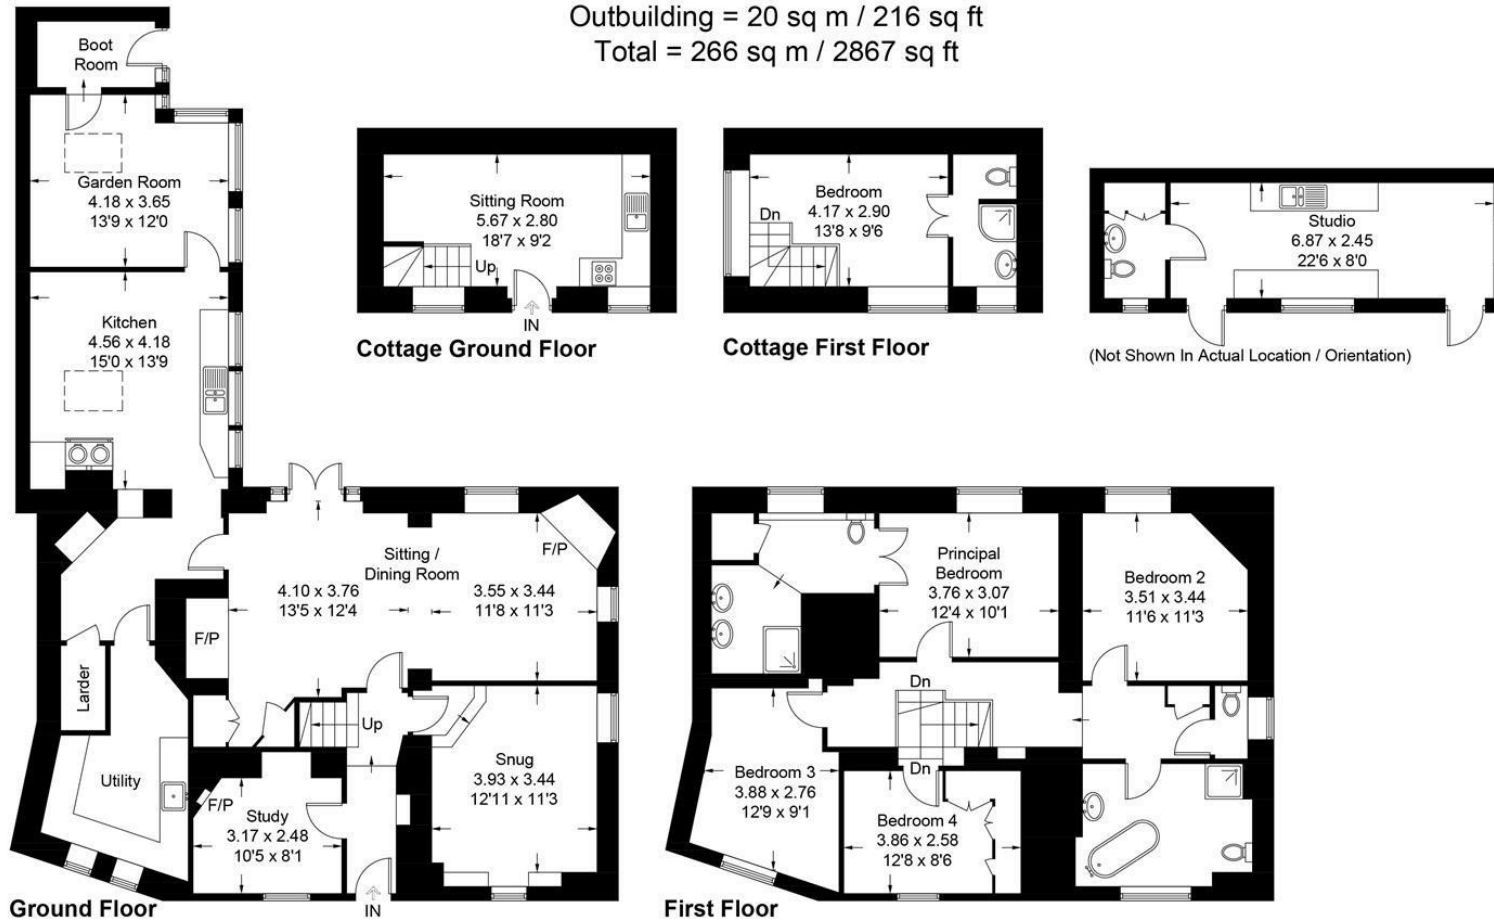 Outbuilding = 20 sq m / 216 sq ft
Total = 266 sq m / 2867 sq ft
Boot
Room
Garden Room
4.18 x 3.65
13'9 x 12'0
Kitchen
4.56 x 4.18
15'0 x 13'9
Sitting Room
5.67 x 2.80
18'7 x 9'2
Up
IN
Cottage Ground Floor
Bedroom
4.17 x 2.90
13'8 x 9'6
Dn
Cottage First Floor
Studio
6.87 x 2.45
22'6 x 8'0
(Not Shown In Actual Location / Orientation)
Sitting /
Dining Room
4.10 x 3.76
13'5 x 12'4
3.55 x 3.44
11'8 x 11'3
F/P
F/P
Larder
Utility
Up
Snug
3.93 x 3.44
12'11 x 11'3
F/P
Study
3.17 x 2.48
10'5 x 8'1
IN
Ground Floor
Principal
Bedroom
3.76 x 3.07
12'4 x 10'1
Bedroom 2
3.51 x 3.44
11'6 x 11'3
Dn
Dn
Bedroom 3
3.88 x 2.76
12'9 x 9'1
Bedroom 4
3.86 x 2.58
12'8 x 8'6
First Floor